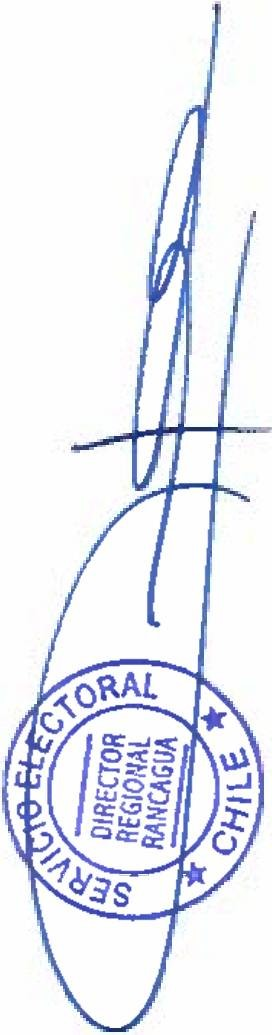 SERVICIO ELECTORAL
DIRECTOR
REGIONAL
RANCAGUA
★ CHILE ★